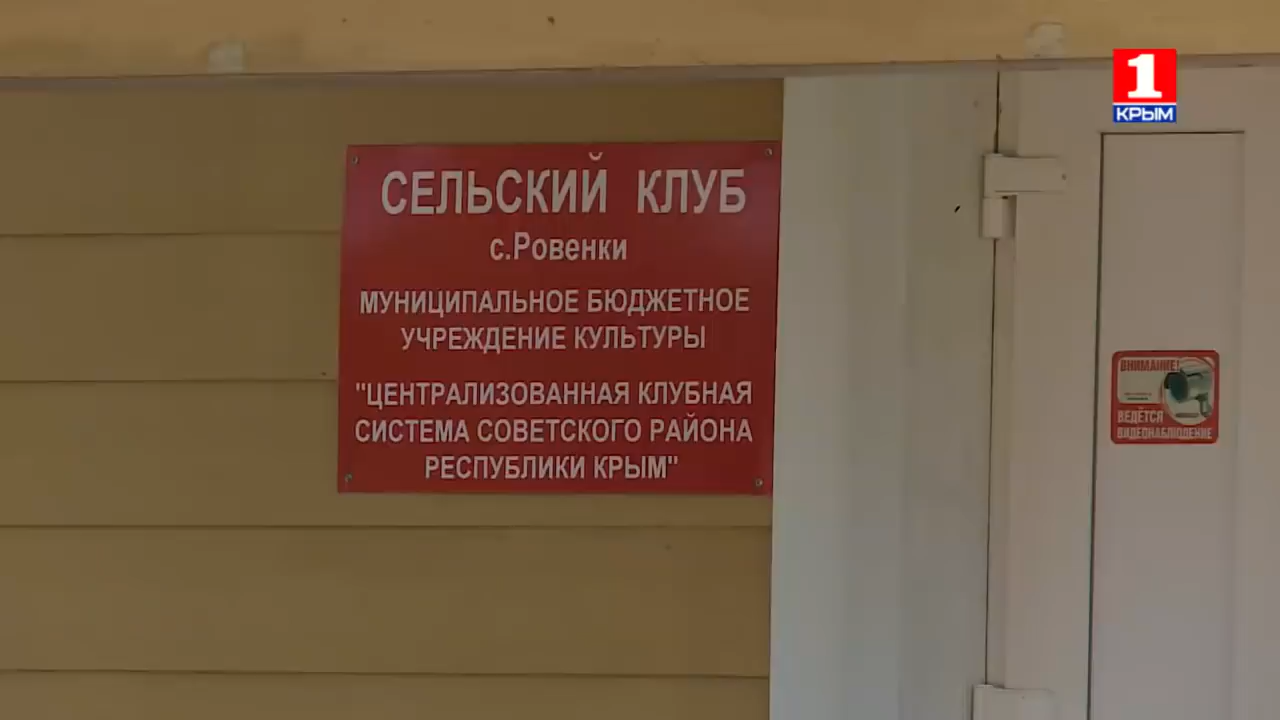 1
КРЫМ
СЕЛЬСКИЙ КЛУБ
с.Ровенки
МУНИЦИПАЛЬНОЕ БЮДЖЕТНОЕ
УЧРЕЖДЕНИЕ КУЛЬТУРЫ
"ЦЕНТРАЛИЗОВАННАЯ КЛУБНАЯ
СИСТЕМА СОВЕТСКОГО РАЙОНА
РЕСПУБЛИКИ КРЫМ"
ВНИМАНИЕ!
ВЕДЁТСЯ
ВИДЕОНАБЛЮДЕНИЕ